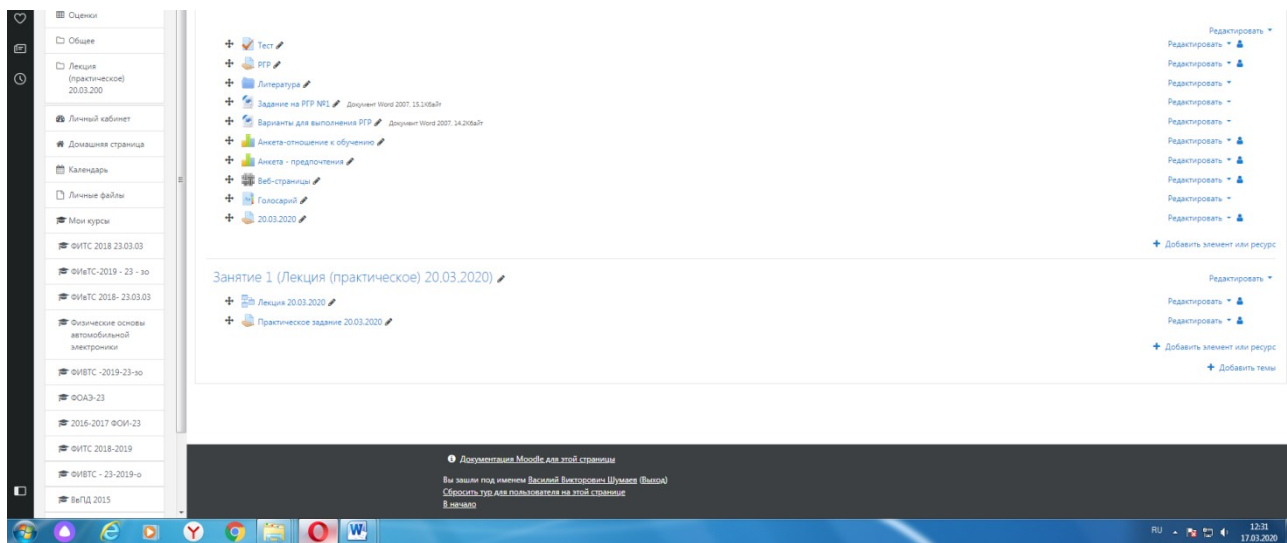 Оценки
Общее
Лекция
(практическое)
20.03.200
Личный кабинет
Домашняя страница
Календарь
Личные файлы
Мои курсы
ФИТС 2018 23.03.03
ФИвТС-2019 - 23 - зо
ФИвТС 2018- 23.03.03
Физические основы
автомобильной
электроники
ФИВТС -2019-23-зо
ФОАЭ-23
2016-2017 ФОИ-23
ФИТС 2018-2019
ФИВТС - 23-2019-о
ВвПД 2015
Редактировать
Тест Редактировать
РГР Редактировать
Литература Редактировать
Задание на РГР №1 Документ Word 2007, 15.1Кбайт Редактировать
Варианты для выполнения РГР Документ Word 2007, 14.2Кбайт Редактировать
Анкета-отношение к обучению Редактировать
Анкета - предпочтения Редактировать
Веб-страницы Редактировать
Голосарий Редактировать
20.03.2020 Редактировать
Добавить элемент или ресурс
Занятие 1 (Лекция (практическое) 20.03.2020) Редактировать
Лекция 20.03.2020 Редактировать
Практическое задание 20.03.2020 Редактировать
Добавить элемент или ресурс
Добавить темы
Документация Moodle для этой страницы
Вы зашли под именем Василий Викторович Шумаев (Выход)
Сбросить тур для пользователя на этой странице
В начало
RU 12:31
17.03.2020